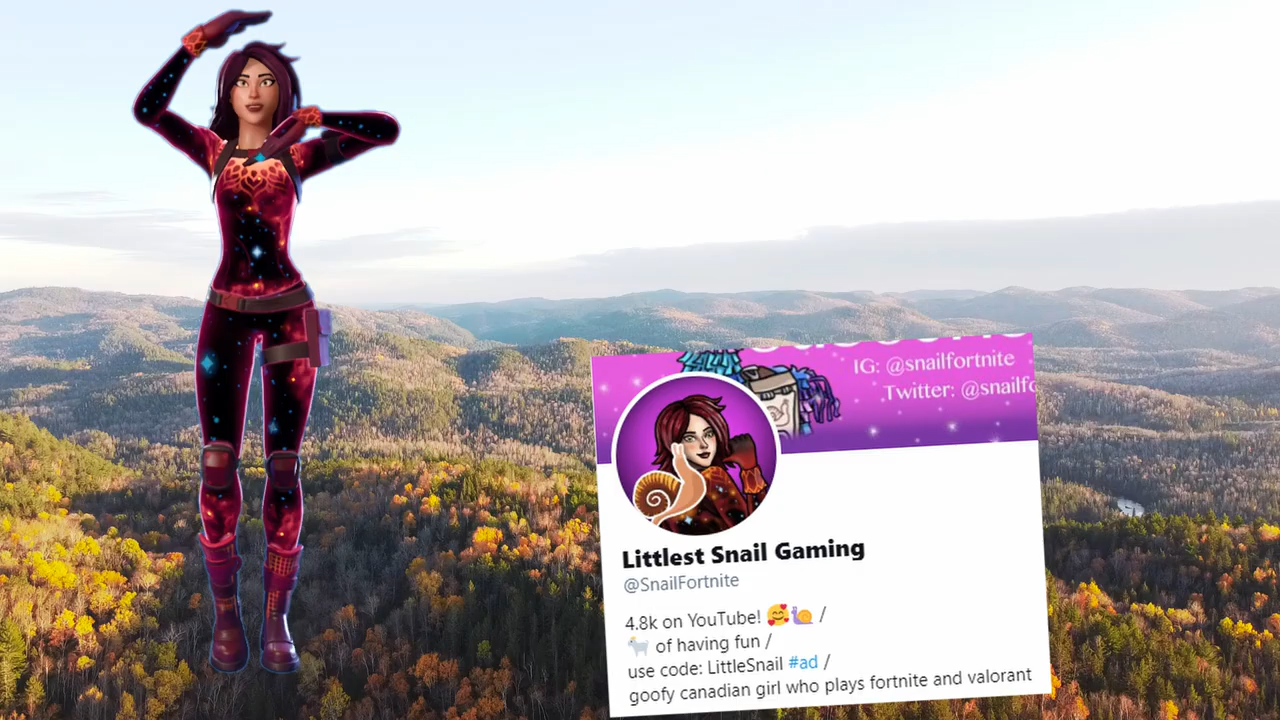 IG: @snailfortnite
Twitter: @snailfo
Littlest Snail Gaming
@SnailFortnite
4.8k on YouTube! 🥰🐌 /
🐐 of having fun /
use code: LittleSnail #ad /
goofy canadian girl who plays fortnite and valorant